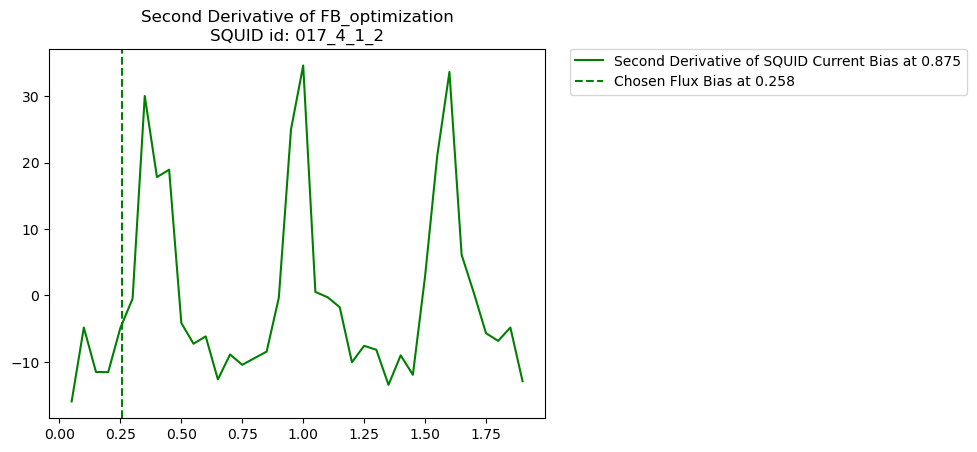 Second Derivative of FB_optimization
SQUID id: 017_4_1_2
Second Derivative of SQUID Current Bias at 0.875
Chosen Flux Bias at 0.258
30
20
10
0
−10
0.00 0.25 0.50 0.75 1.00 1.25 1.50 1.75